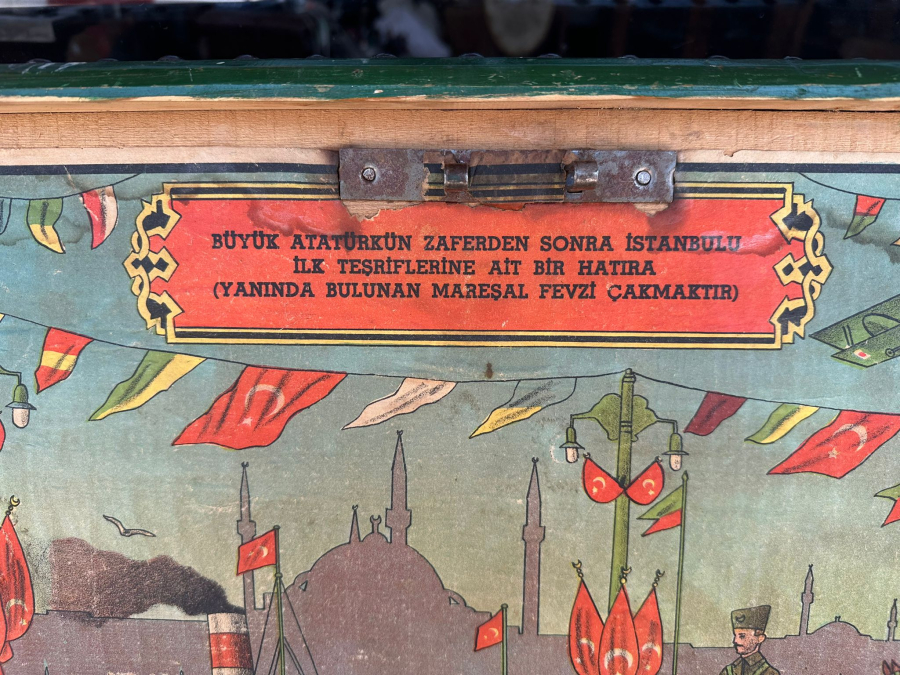 BÜYÜK ATATÜRKÜN ZAFERDEN SONRA İSTANBULU
İLK TEŞRİFLERİNE AİT BİR HATIRA
(YANINDA BULUNAN MAREŞAL FEVZİ ÇAKMAKTIR)